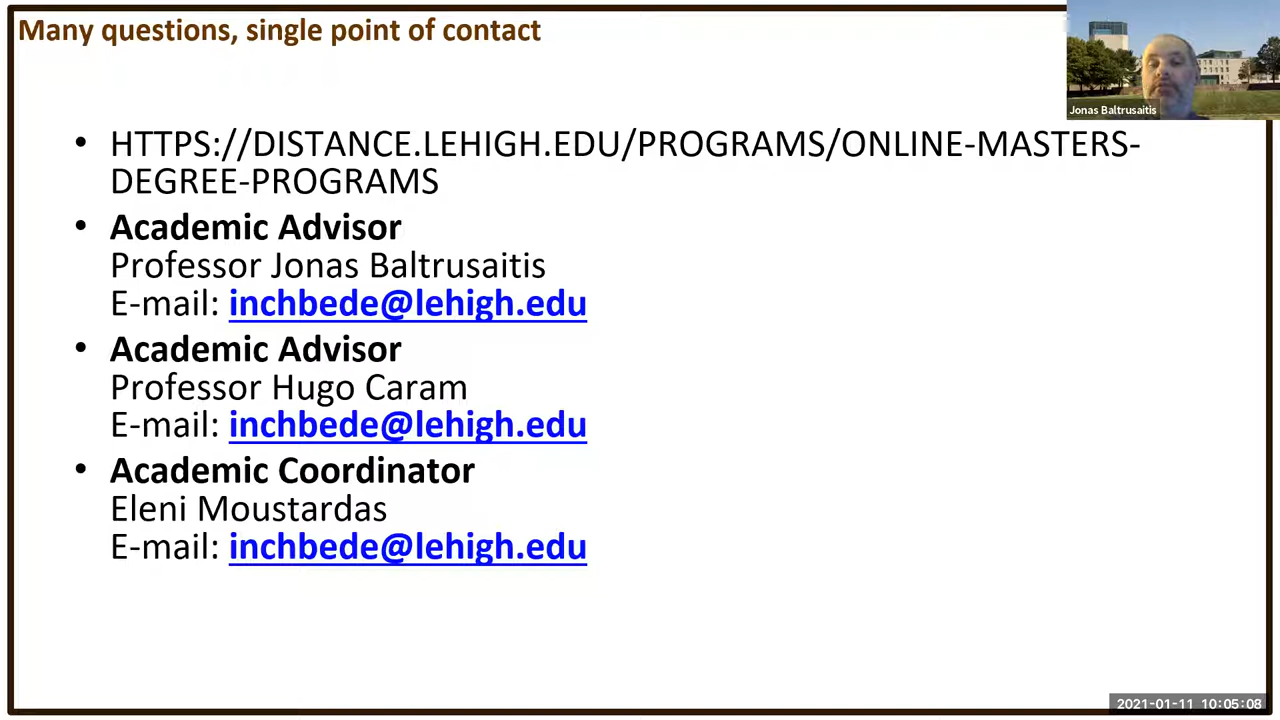 Many questions, single point of contact
Jonas Baltrusaitis
• HTTPS://DISTANCE.LEHIGH.EDU/PROGRAMS/ONLINE-MASTERS-
DEGREE-PROGRAMS
• Academic Advisor
Professor Jonas Baltrusaitis
E-mail: inchbede@lehigh.edu
• Academic Advisor
Professor Hugo Caram
E-mail: inchbede@lehigh.edu
• Academic Coordinator
Eleni Moustardas
E-mail: inchbede@lehigh.edu
2021-01-11 10:05:08